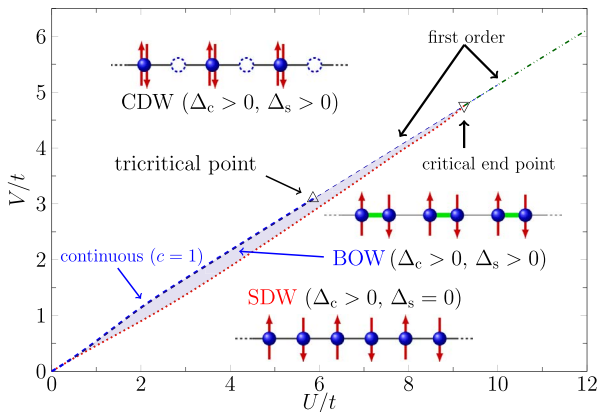 6
5
4
3
2
1
0
V/t
0
2
4
6
8
10
12
U/t
first order
CDW (Δc > 0, Δs > 0)
critical end point
tricritical point
continuous (c = 1)
BOW (Δc > 0, Δs > 0)
SDW (Δc > 0, Δs = 0)